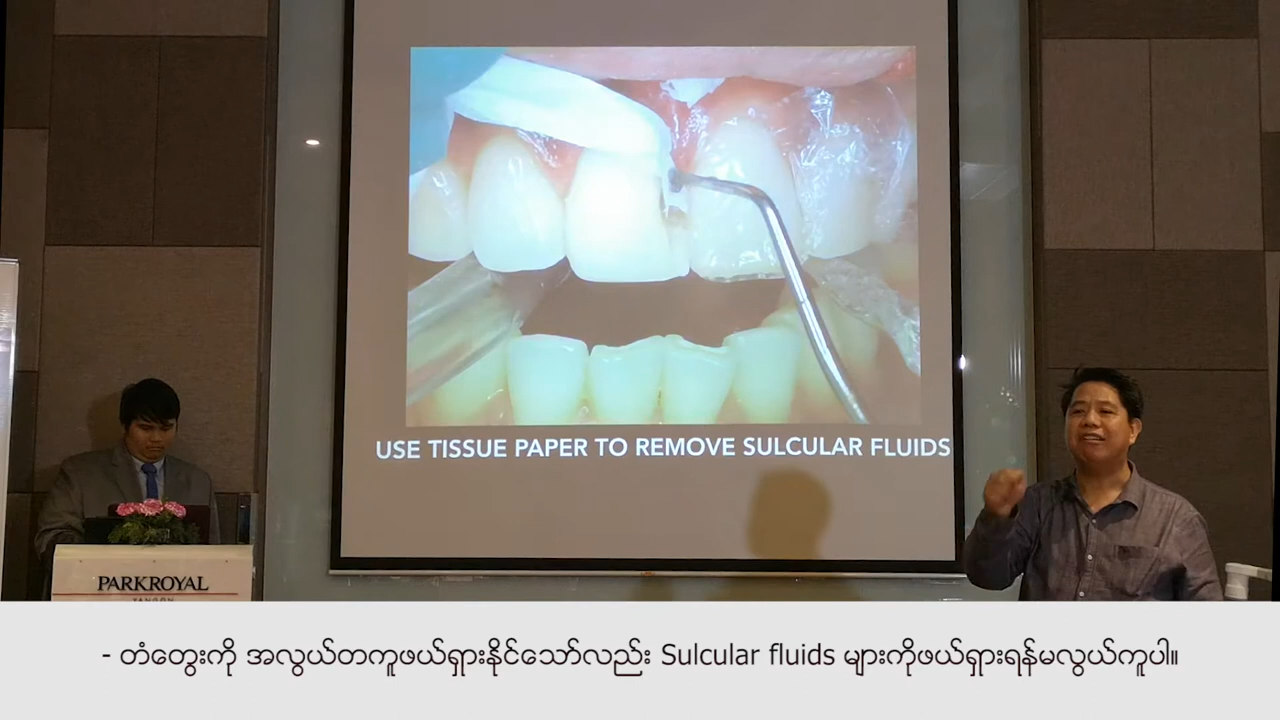 USE TISSUE PAPER TO REMOVE SULCULAR FLUIDS
PARKROYAL
YANGON
- တံတွေးကို အလွယ်တကူဖယ်ရှားနိုင်သော်လည်း Sulcular fluids များကိုဖယ်ရှားရန်မလွယ်ကူပါ။